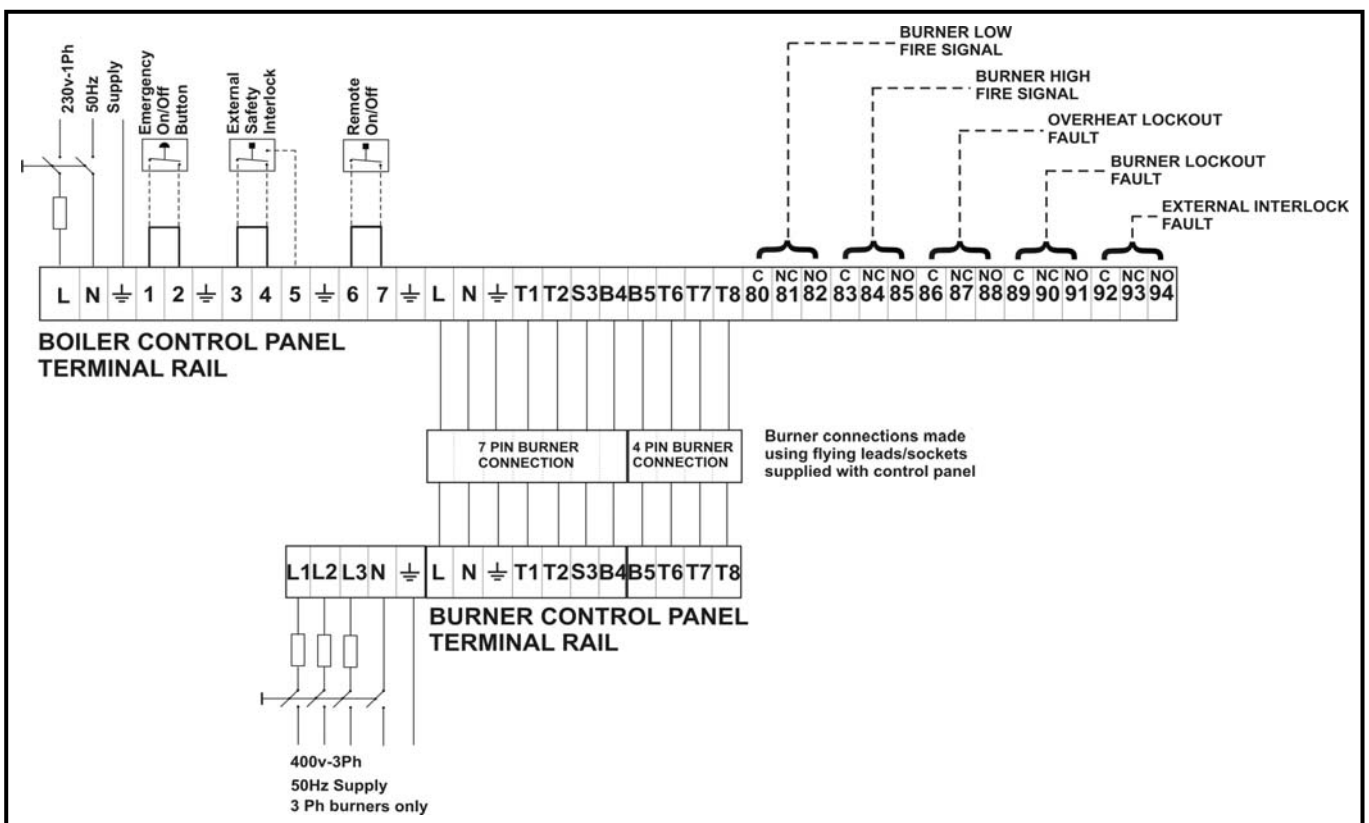 230v-1Ph
50Hz
Supply
Emergency
On/Off
Button
External
Safety
Interlock
Remote
On/Off
BURNER LOW
FIRE SIGNAL
BURNER HIGH
FIRE SIGNAL
OVERHEAT LOCKOUT
FAULT
BURNER LOCKOUT
FAULT
EXTERNAL INTERLOCK
FAULT
C NC NO C NC NO C NC NO C NC NO C NC NO
L N ⏚ 1 2 ⏚ 3 4 5 ⏚ 6 7 ⏚ L N ⏚ T1 T2 S3 B4 B5 T6 T7 T8 80 81 82 83 84 85 86 87 88 89 90 91 92 93 94
BOILER CONTROL PANEL
TERMINAL RAIL
7 PIN BURNER
CONNECTION
4 PIN BURNER
CONNECTION
Burner connections made
using flying leads/sockets
supplied with control panel
L1 L2 L3 N ⏚ L N ⏚ T1 T2 S3 B4 B5 T6 T7 T8
BURNER CONTROL PANEL
TERMINAL RAIL
400v-3Ph
50Hz Supply
3 Ph burners only